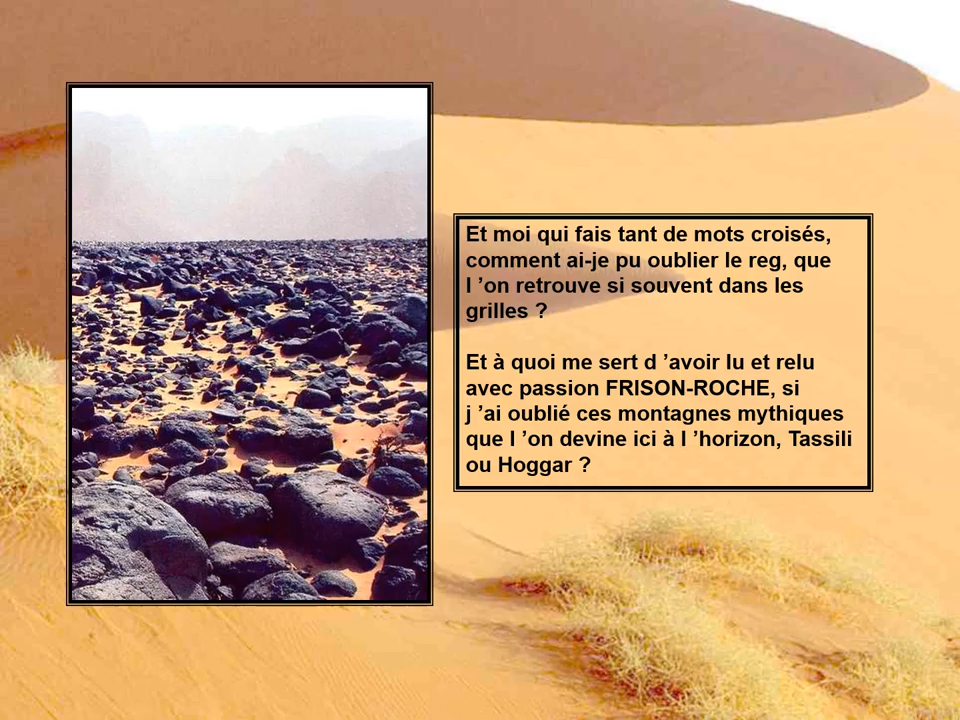 Et moi qui fais tant de mots croisés,
comment ai-je pu oublier le reg, que
l ’on retrouve si souvent dans les
grilles ?
Et à quoi me sert d ’avoir lu et relu
avec passion FRISON-ROCHE, si
j ’ai oublié ces montagnes mythiques
que l ’on devine ici à l ’horizon, Tassili
ou Hoggar ?